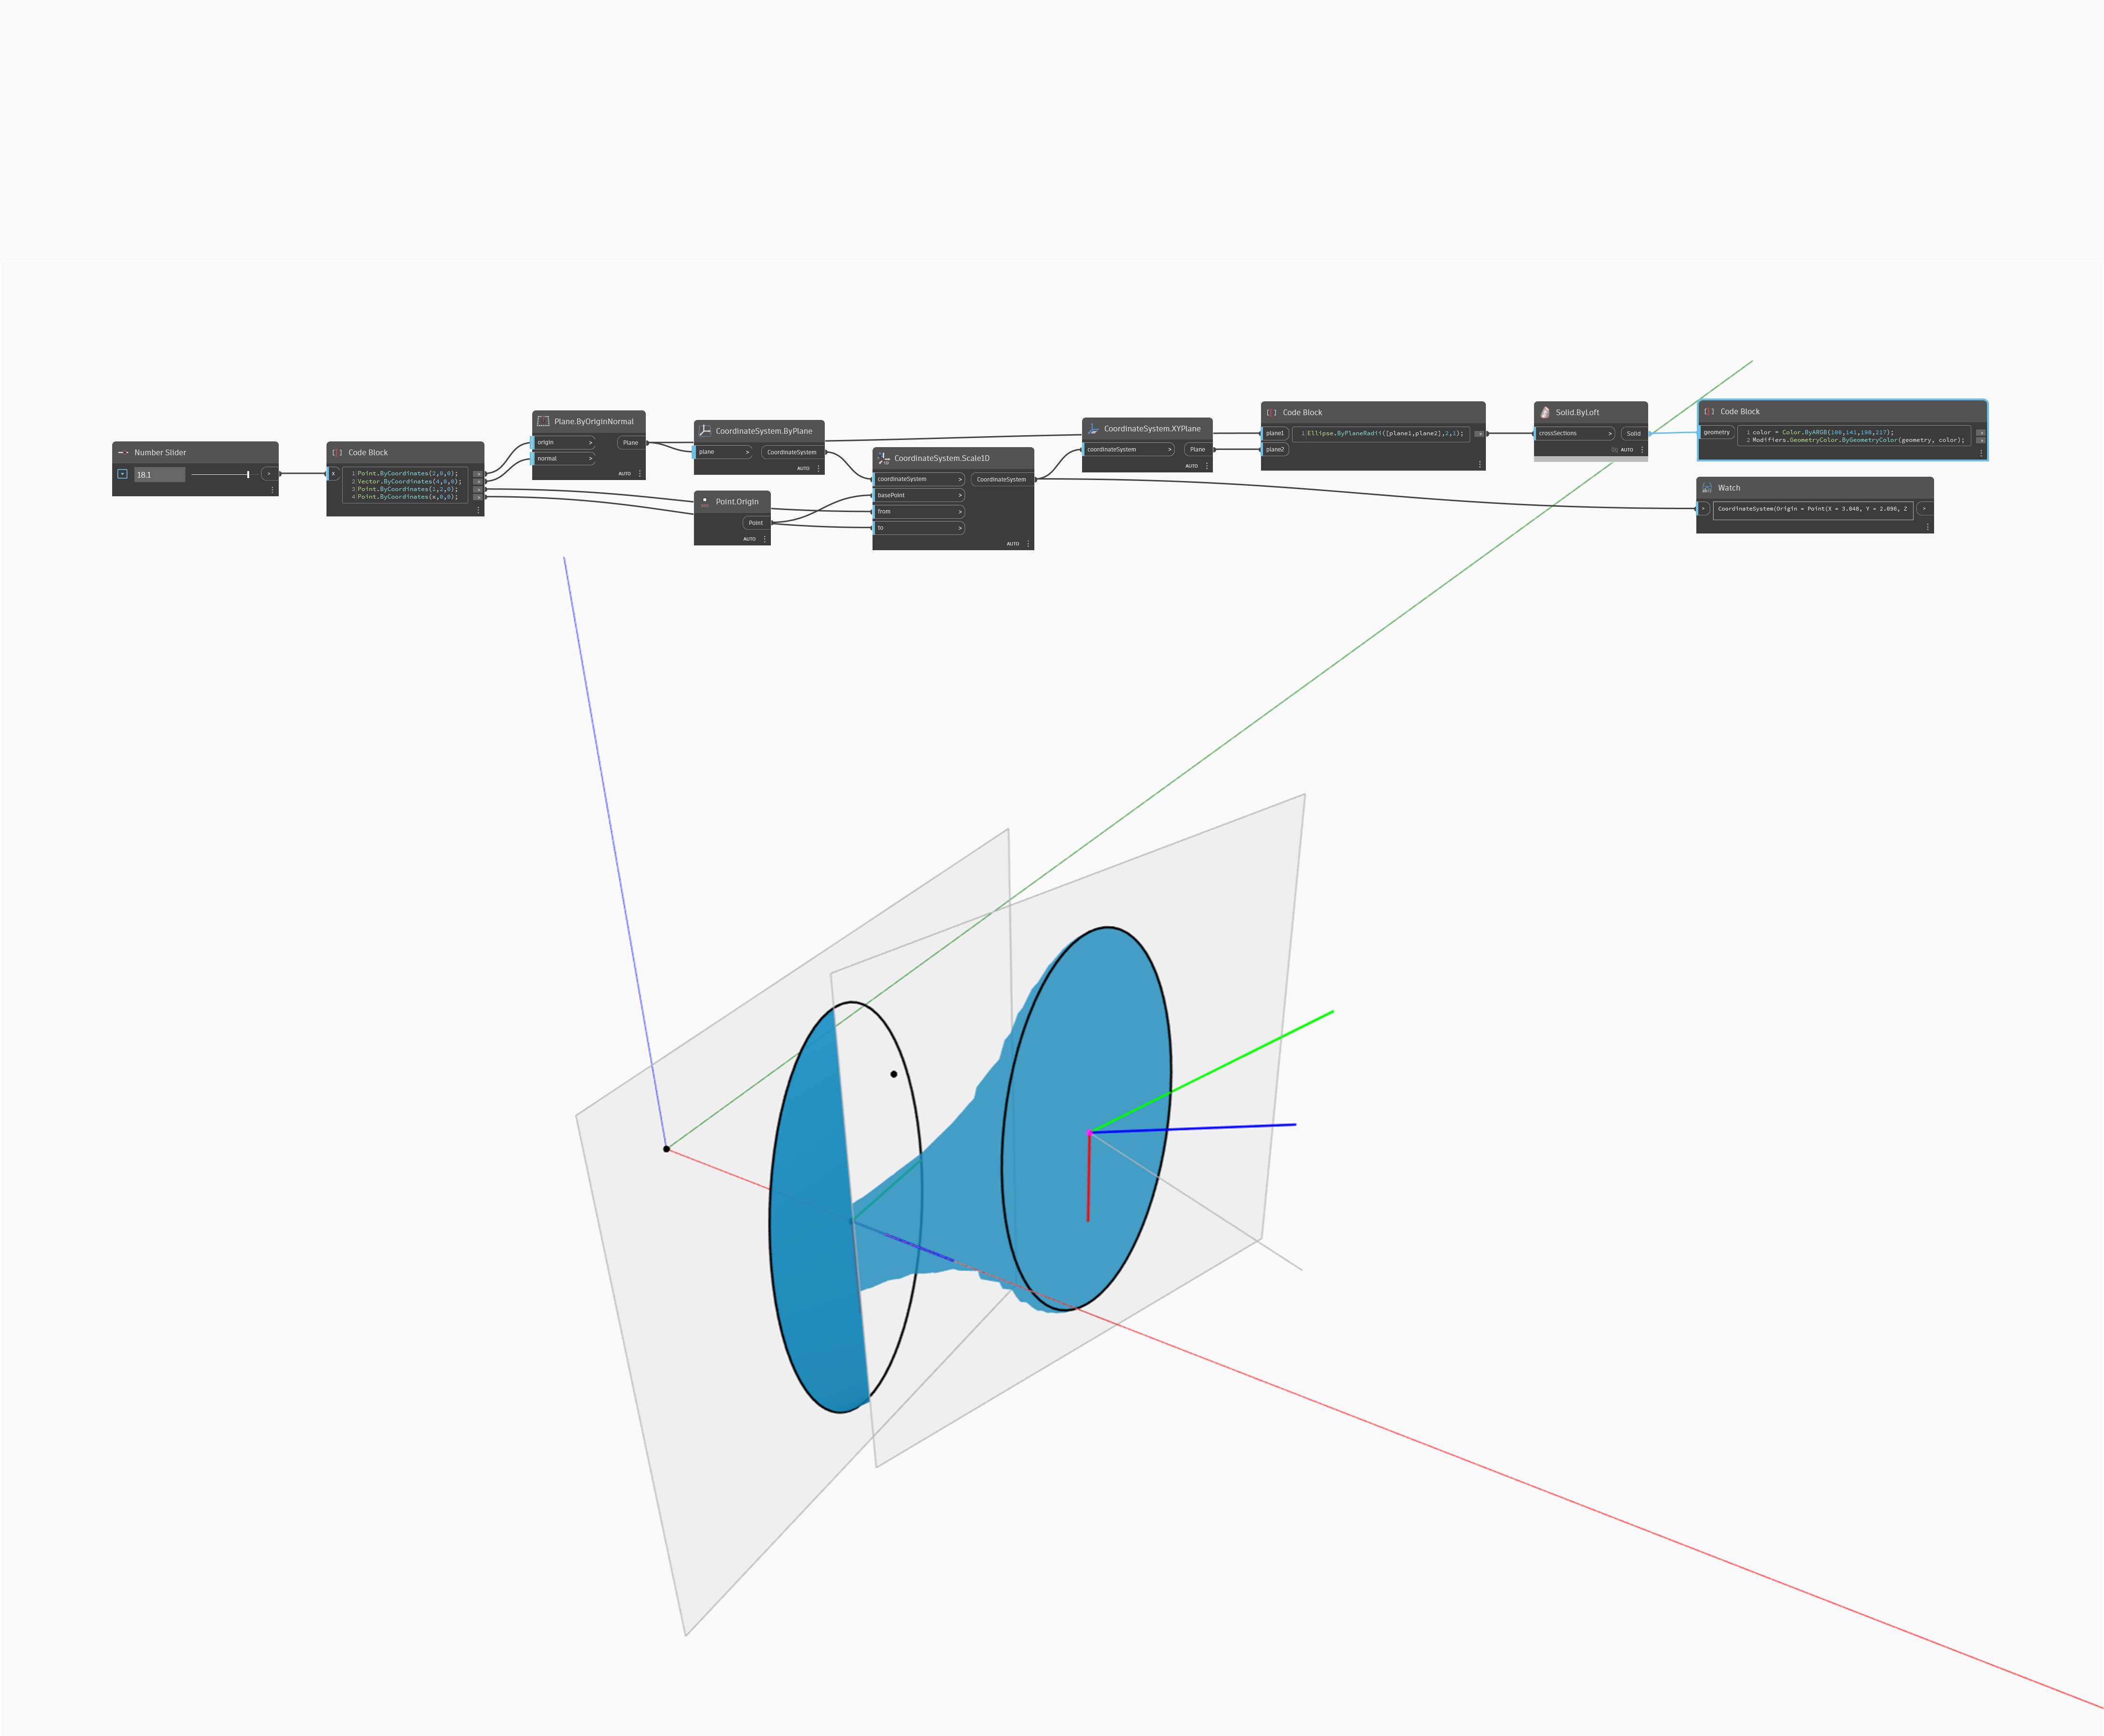 Number Slider
18.1
>
Code Block
x
1 Point.ByCoordinates(2,0,0);
2 Vector.ByCoordinates(4,0,0);
3 Point.ByCoordinates(1,2,0);
4 Point.ByCoordinates(x,0,0);
Plane.ByOriginNormal
origin >
Plane
normal >
AUTO
CoordinateSystem.ByPlane
plane >
CoordinateSystem
AUTO
Point.Origin
Point
AUTO
CoordinateSystem.Scale1D
coordinateSystem >
CoordinateSystem
basePoint >
from >
to >
AUTO
CoordinateSystem.XYPlane
coordinateSystem >
Plane
AUTO
Code Block
plane1
plane2
1 Ellipse.ByPlaneRadii([plane1,plane2],2,1);
Solid.ByLoft
crossSections >
Solid
AUTO
Code Block
geometry
1 color = Color.ByARGB(100,141,198,217);
2 Modifiers.GeometryColor.ByGeometryColor(geometry, color);
Watch
> CoordinateSystem(Origin = Point(X = 3.048, Y = 2.096, Z >